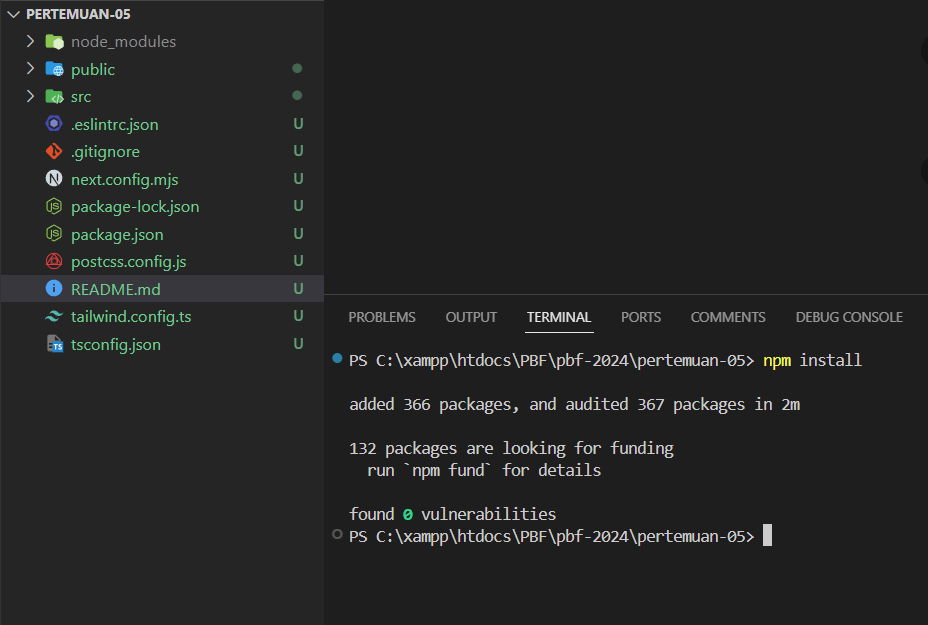 PERTEMUAN-05
node_modules
public
src
.eslintrc.json U
.gitignore U
next.config.mjs U
package-lock.json U
package.json U
postcss.config.js U
README.md U
tailwind.config.ts U
tsconfig.json U
PROBLEMS OUTPUT TERMINAL PORTS COMMENTS DEBUG CONSOLE
PS C:\xampp\htdocs\PBF\pbf-2024\pertemuan-05> npm install
added 366 packages, and audited 367 packages in 2m
132 packages are looking for funding
run `npm fund` for details
found 0 vulnerabilities
PS C:\xampp\htdocs\PBF\pbf-2024\pertemuan-05>